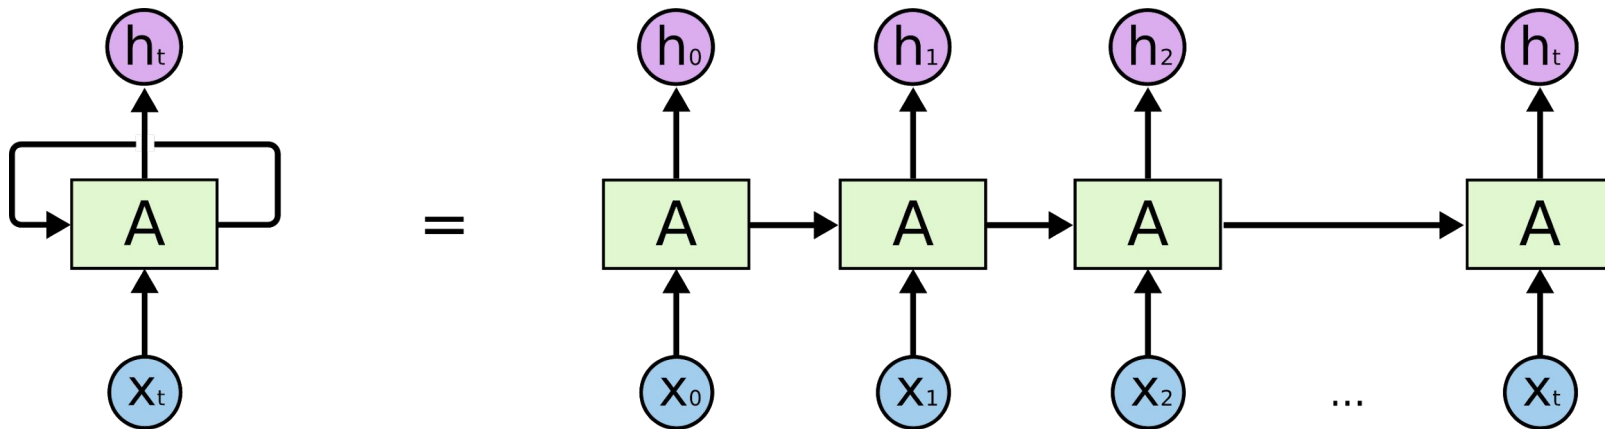 ht h0 h1 h2 ht
A = A A A A
xt x0 x1 x2 ... xt